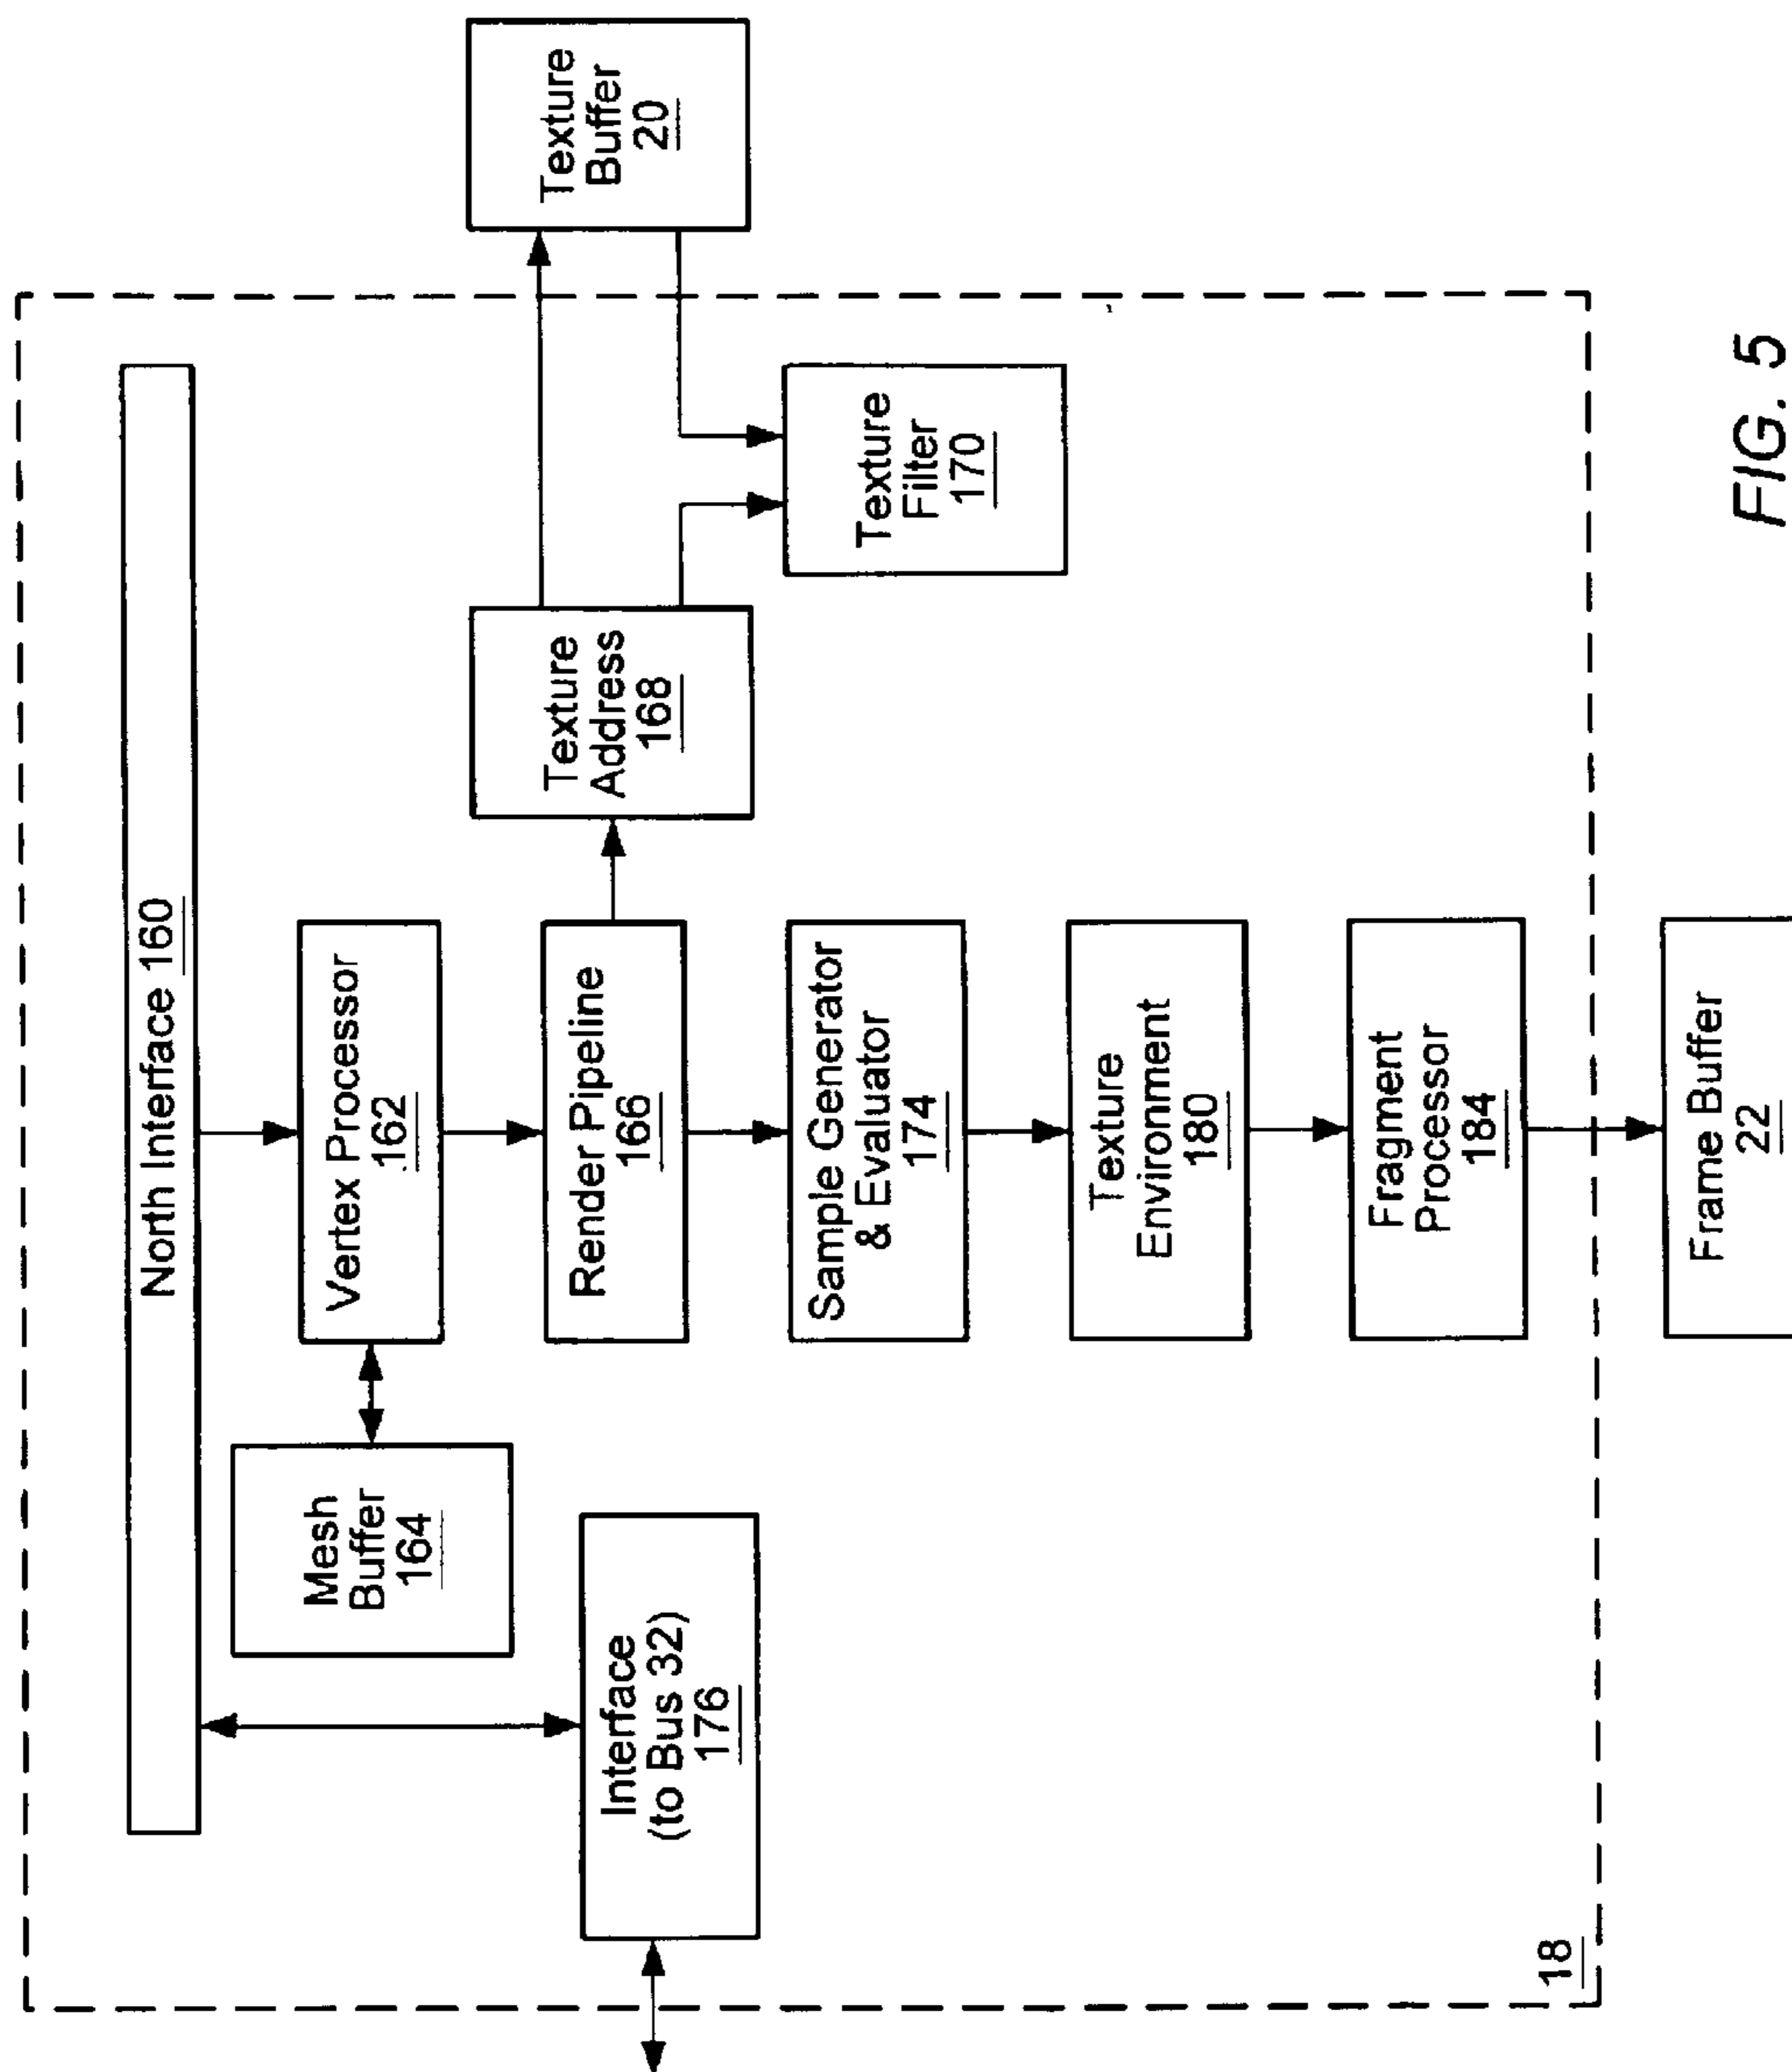 North Interface 160
Vertex Processor
162
Mesh
Buffer
164
Interface
(to Bus 32)
176
Render Pipeline
166
Texture
Address
168
Texture
Buffer
20
Texture
Filter
170
Sample Generator
& Evaluator
174
Texture
Environment
180
Fragment
Processor
184
18
Frame Buffer
22
FIG. 5